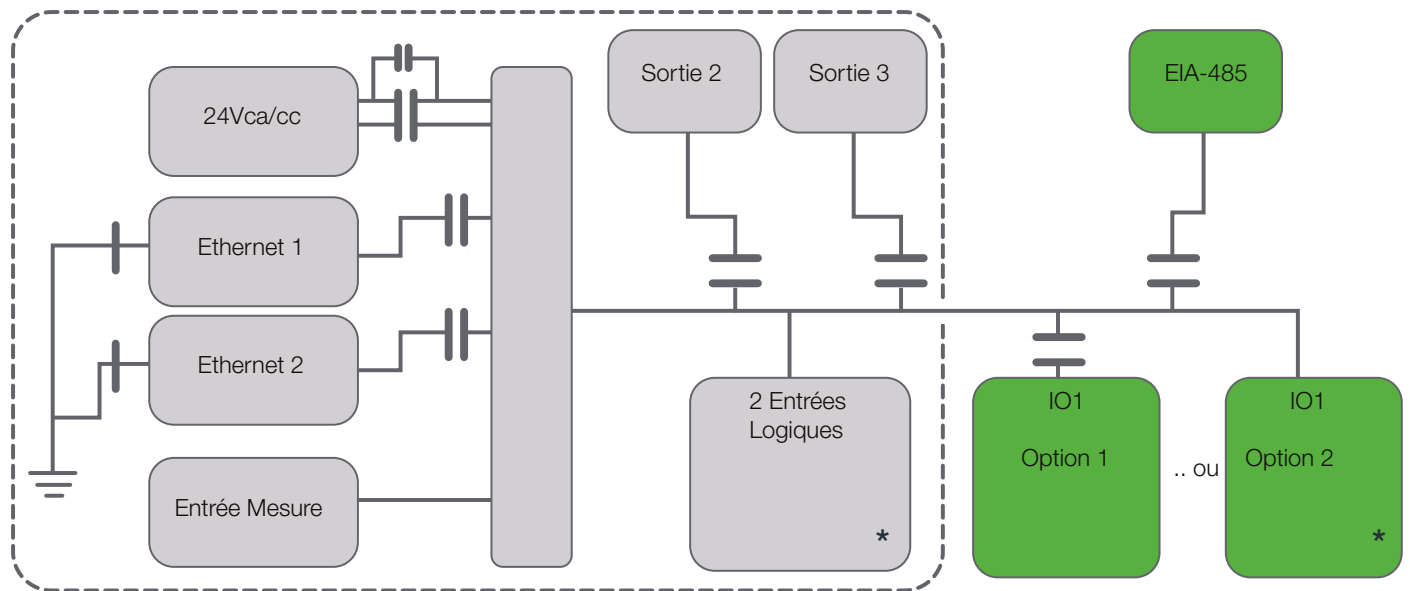 24Vca/cc
Ethernet 1
Ethernet 2
Entrée Mesure
Sortie 2
Sortie 3
EIA-485
2 Entrées
Logiques
*
IO1
Option 1
.. ou
IO1
Option 2
*